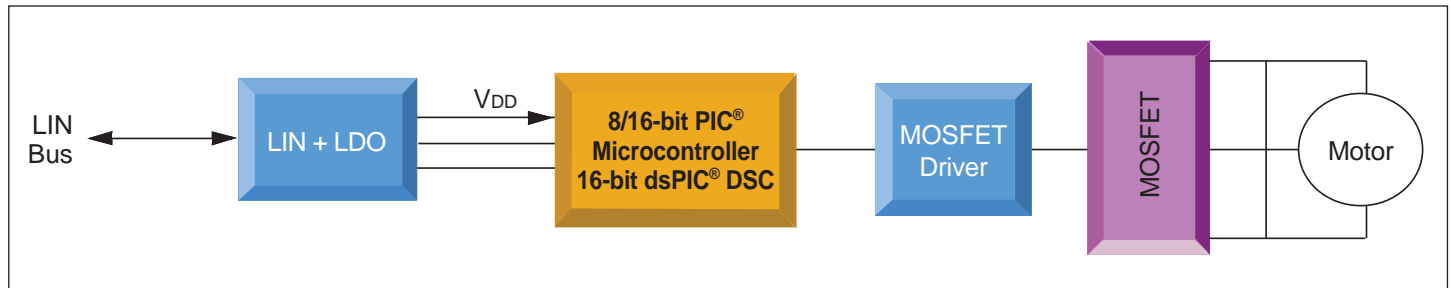 LIN
Bus
LIN + LDO
VDD
8/16-bit PIC®
Microcontroller
16-bit dsPIC® DSC
MOSFET
Driver
MOSFET
Motor